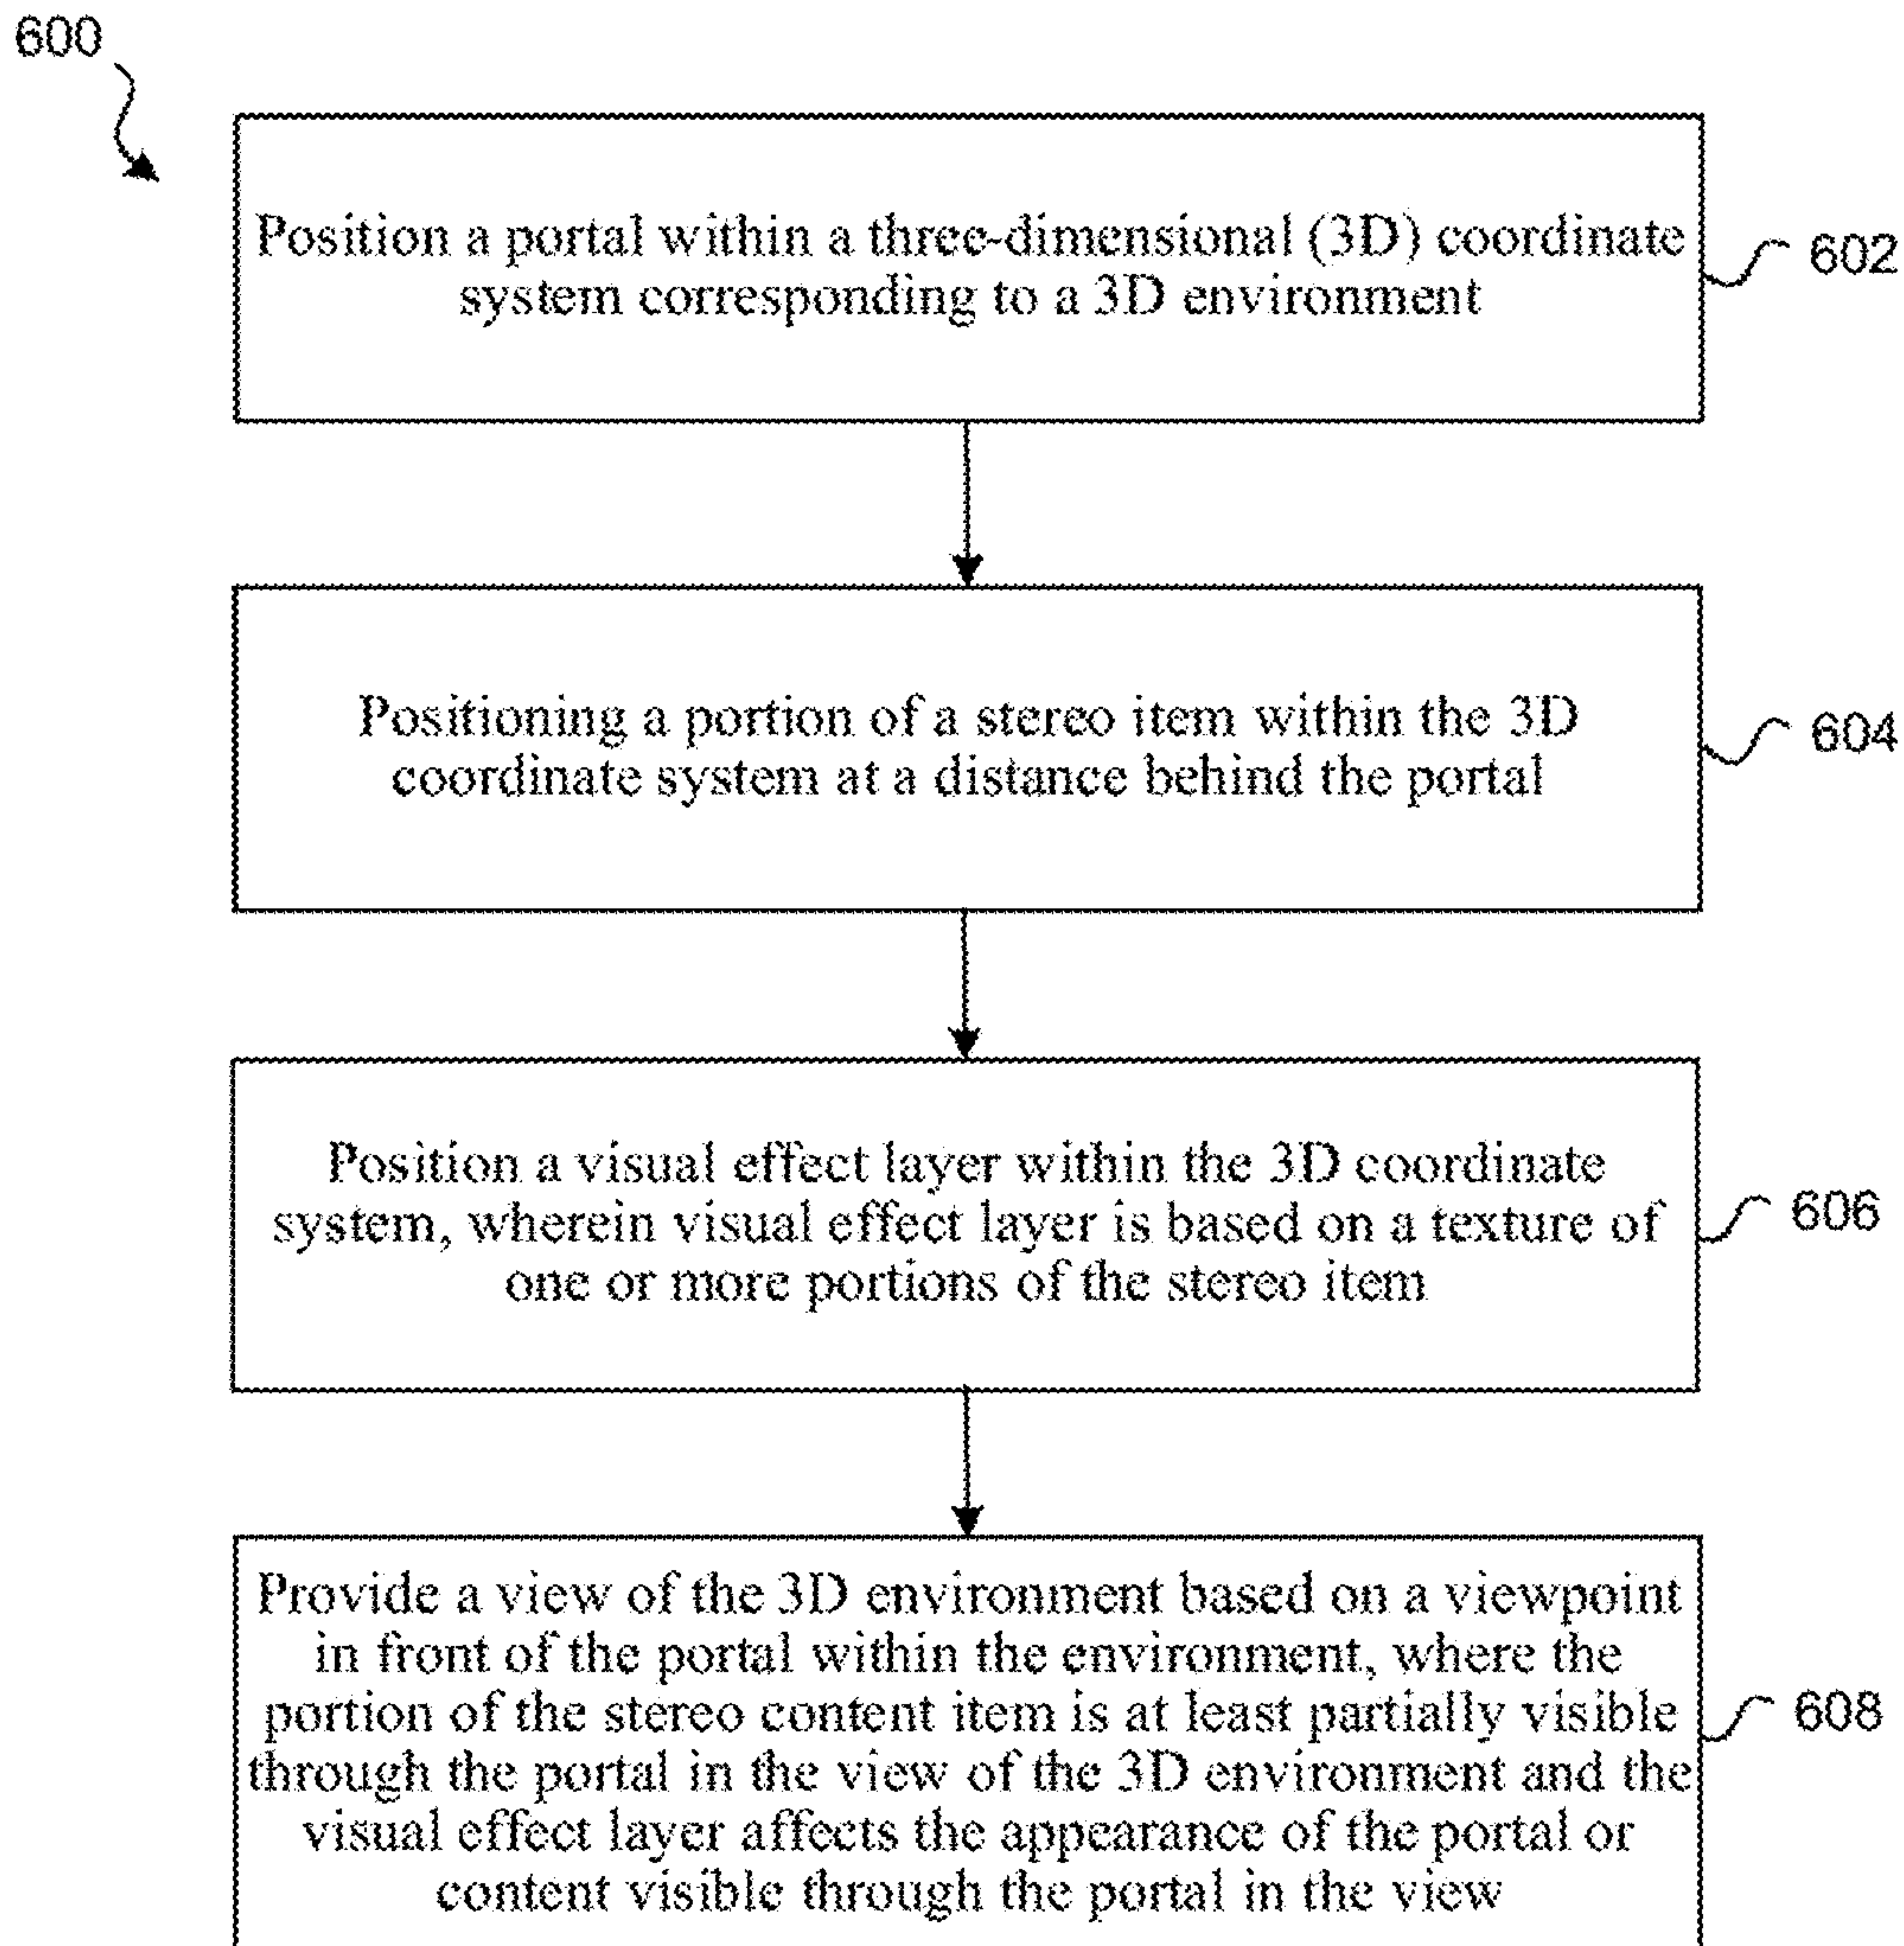 600
Position a portal within a three-dimensional (3D) coordinate
system corresponding to a 3D environment
602
Positioning a portion of a stereo item within the 3D
coordinate system at a distance behind the portal
604
Position a visual effect layer within the 3D coordinate
system, wherein visual effect layer is based on a texture of
one or more portions of the stereo item
606
Provide a view of the 3D environment based on a viewpoint
in front of the portal within the environment, where the
portion of the stereo content item is at least partially visible
through the portal in the view of the 3D environment and the
visual effect layer affects the appearance of the portal or
content visible through the portal in the view
608